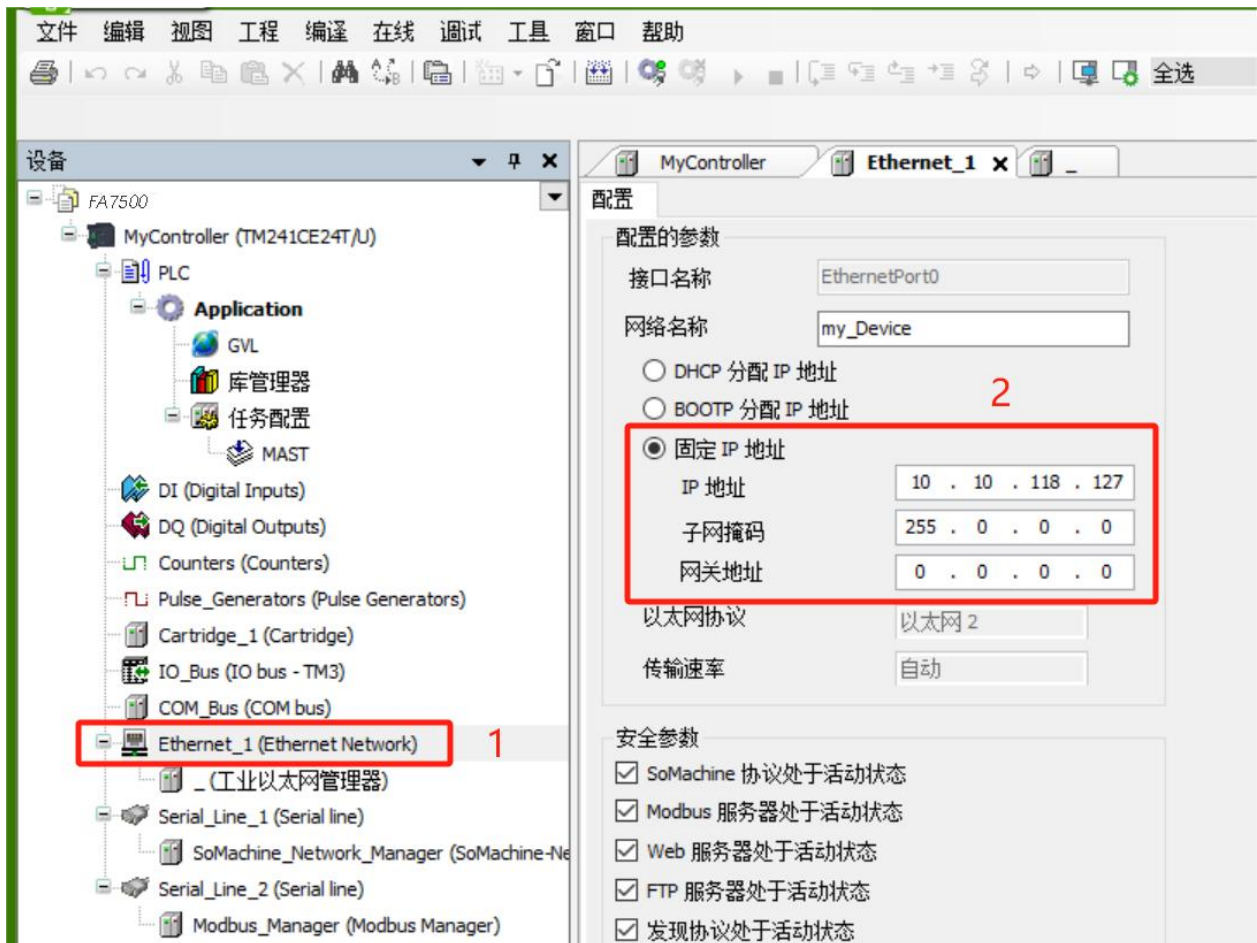 文件 编辑 视图 工程 编译 在线 调试 工具 窗口 帮助
全选
设备
MyController
Ethernet_1
_
FA7500
MyController (TM241CE24T/U)
PLC
Application
GVL
库管理器
任务配置
MAST
DI (Digital Inputs)
DQ (Digital Outputs)
Counters (Counters)
Pulse_Generators (Pulse Generators)
Cartridge_1 (Cartridge)
IO_Bus (IO bus - TM3)
COM_Bus (COM bus)
Ethernet_1 (Ethernet Network)
1
_ (工业以太网管理器)
Serial_Line_1 (Serial line)
SoMachine_Network_Manager (SoMachine-Ne
Serial_Line_2 (Serial line)
Modbus_Manager (Modbus Manager)
配置
配置的参数
接口名称 EthernetPort0
网络名称 my_Device
DHCP 分配 IP 地址
BOOTP 分配 IP 地址
2
固定 IP 地址
IP 地址 10 . 10 . 118 . 127
子网掩码 255 . 0 . 0 . 0
网关地址 0 . 0 . 0 . 0
以太网协议 以太网 2
传输速率 自动
安全参数
SoMachine 协议处于活动状态
Modbus 服务器处于活动状态
Web 服务器处于活动状态
FTP 服务器处于活动状态
发现协议处于活动状态